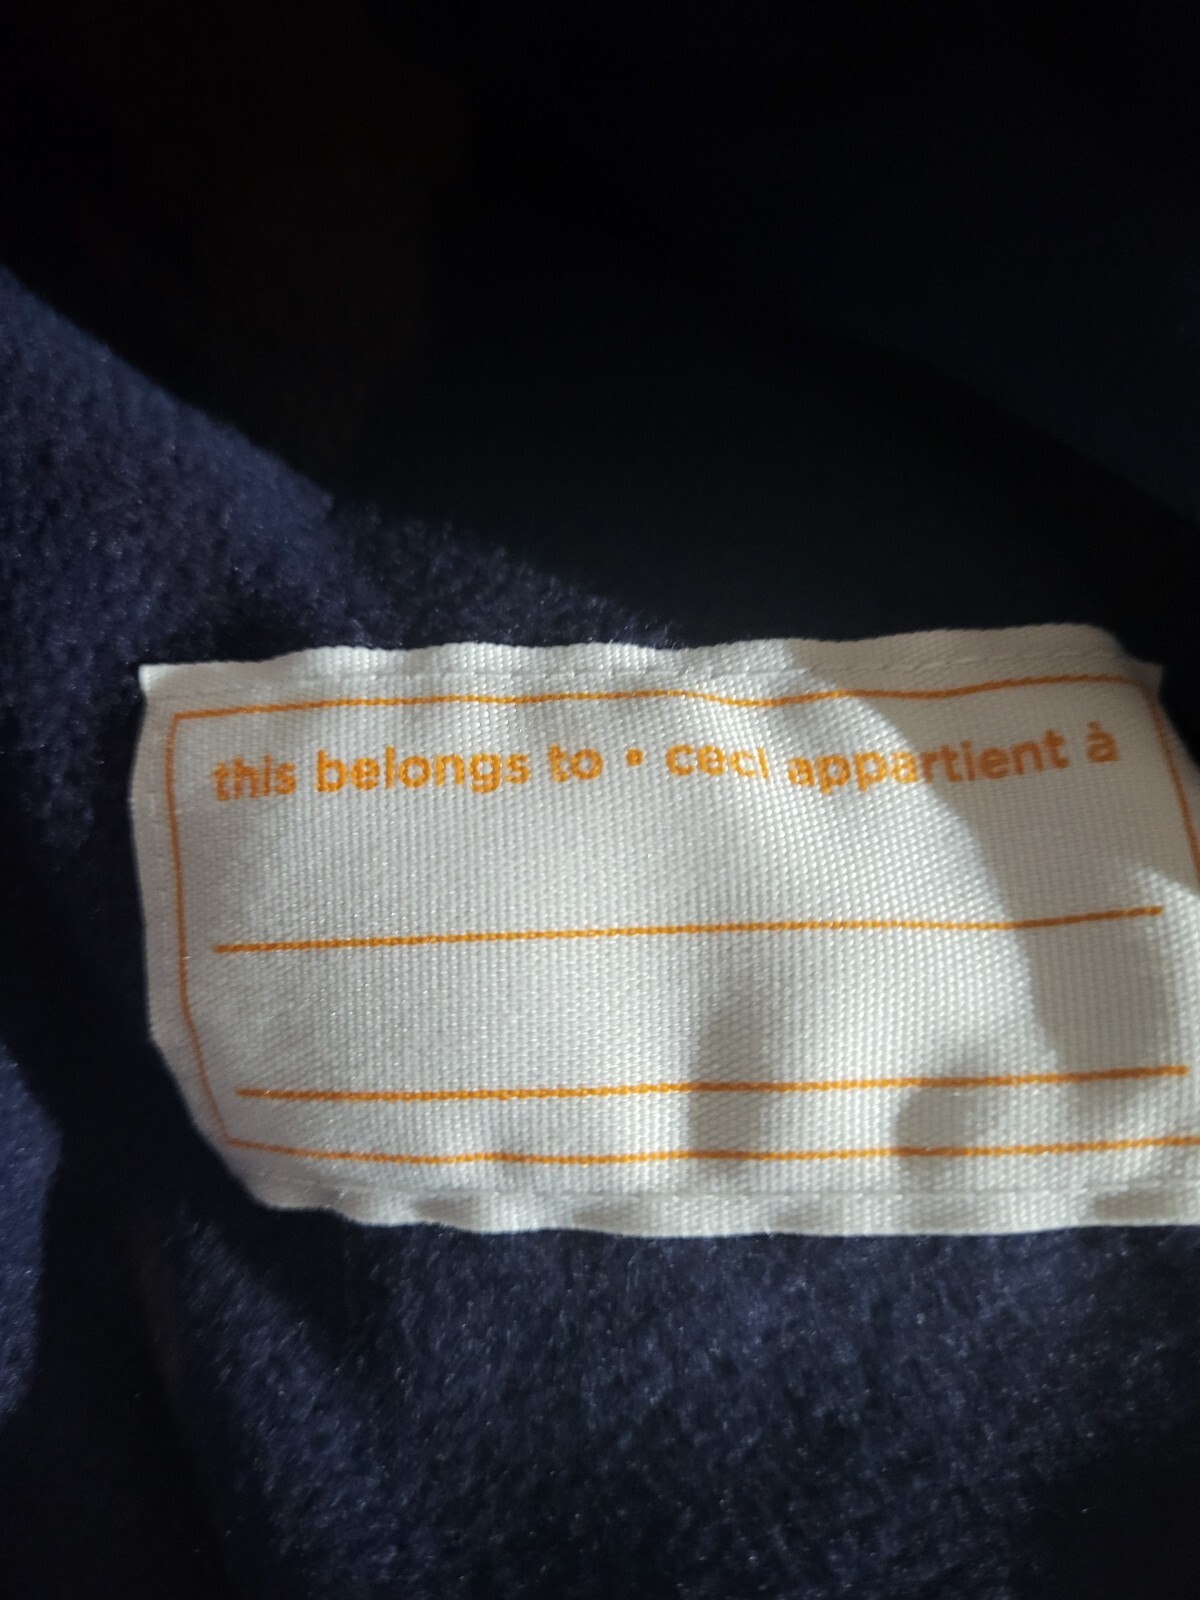 this belongs to • ceci appartient à